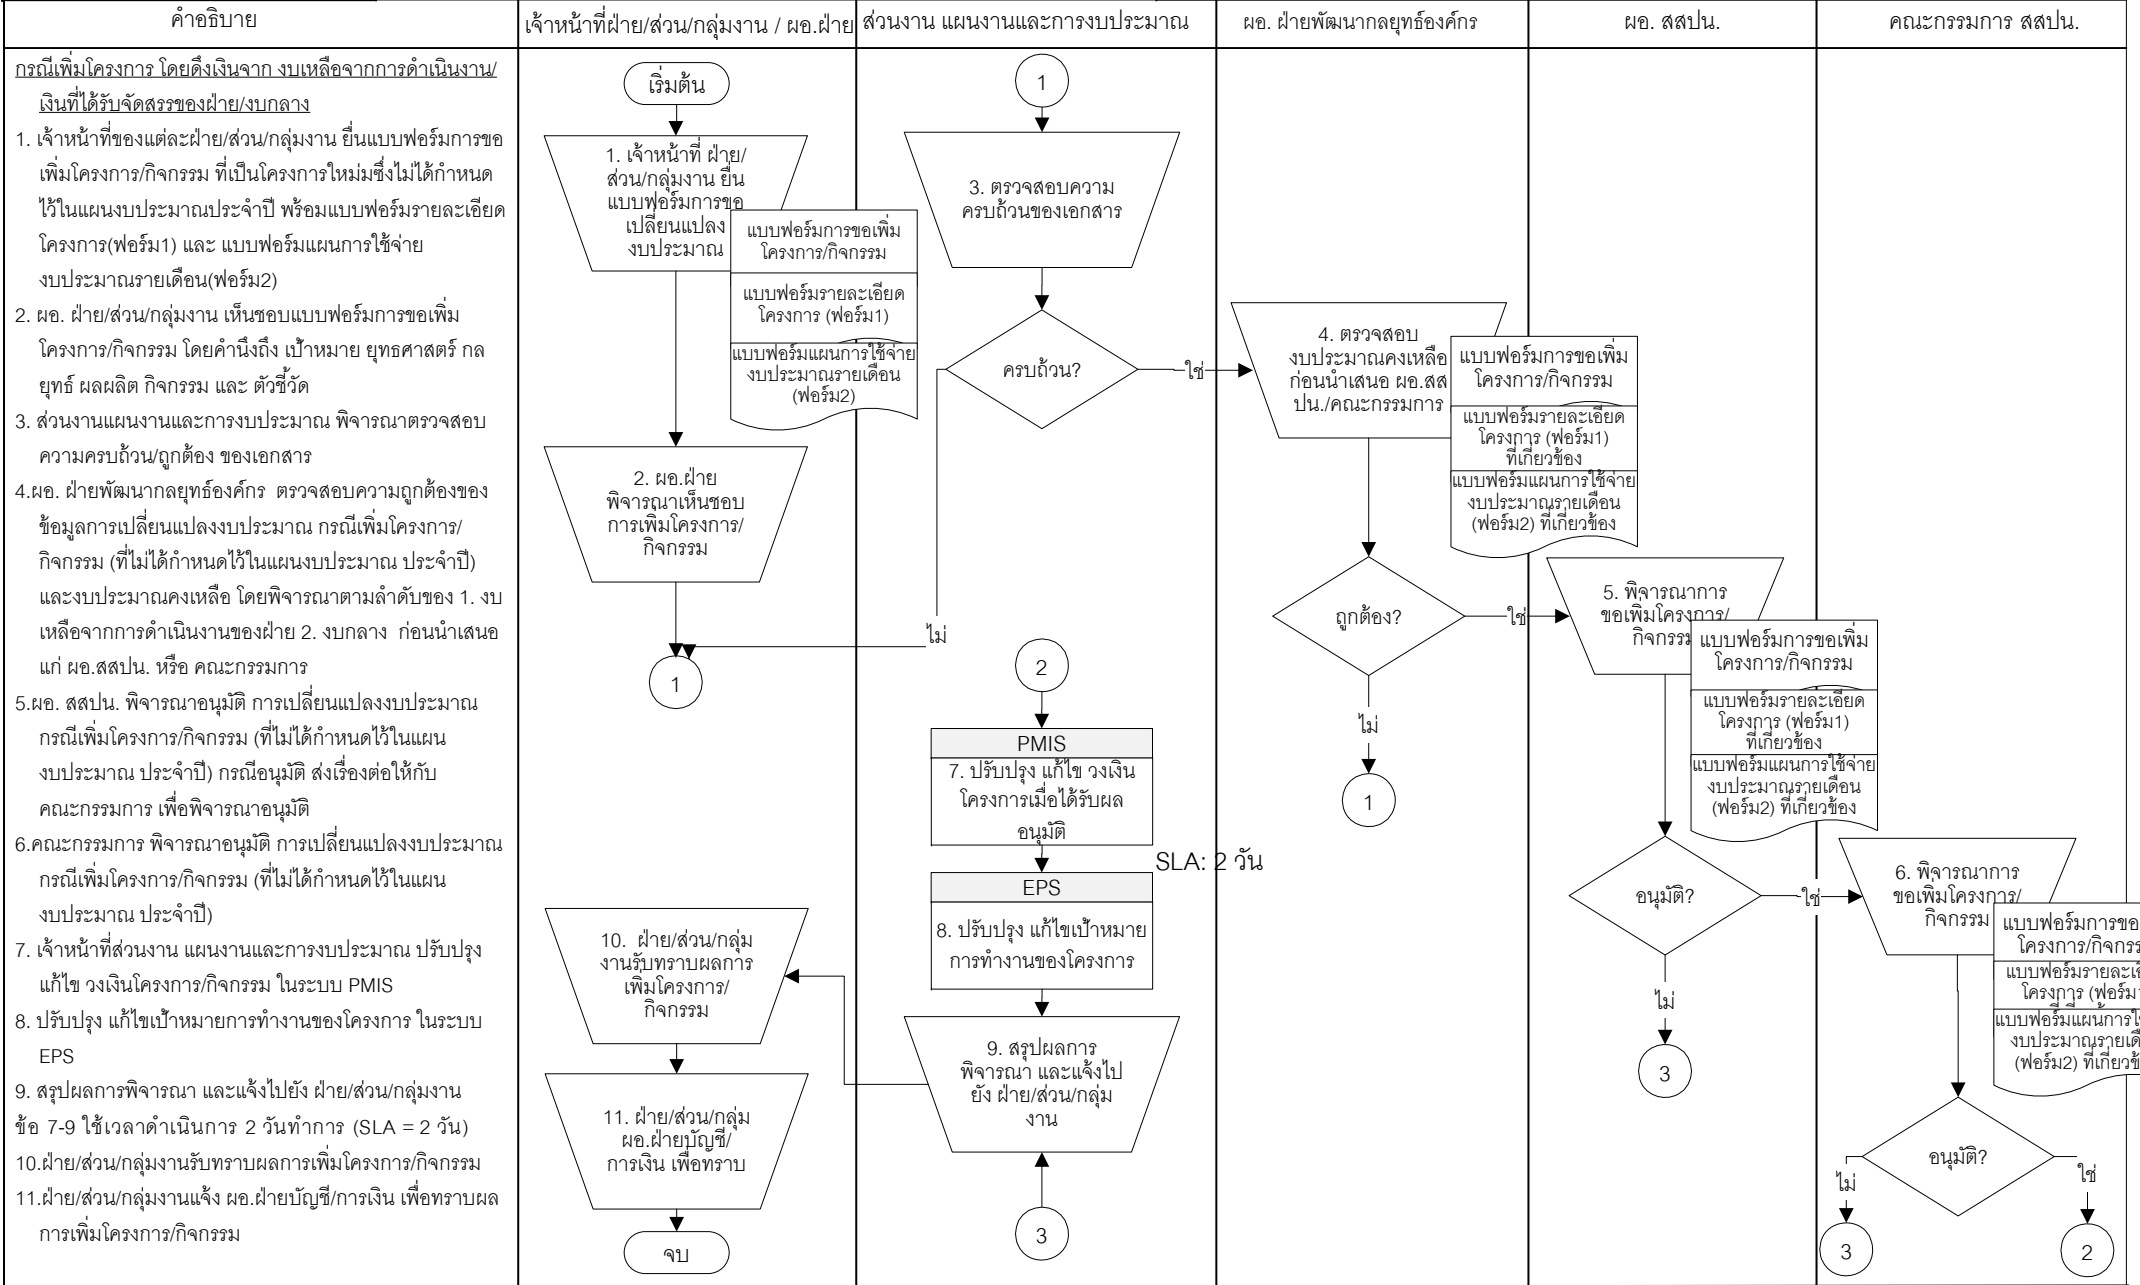 คำอธิบาย
เจ้าหน้าที่ฝ่าย/ส่วน/กลุ่มงาน / ผอ.ฝ่าย
ส่วนงาน แผนงานและการงบประมาณ
ผอ. ฝ่ายพัฒนากลยุทธ์องค์กร
ผอ. สสปน.
คณะกรรมการ สสปน.
กรณีเพิ่มโครงการ โดยดึงเงินจาก งบเหลือจากการดำเนินงาน/
เงินที่ได้รับจัดสรรของฝ่าย/งบกลาง
1. เจ้าหน้าที่ของแต่ละฝ่าย/ส่วน/กลุ่มงาน ยื่นแบบฟอร์มการขอ
เพิ่มโครงการ/กิจกรรม ที่เป็นโครงการใหม่มซึ่งไม่ได้กำหนด
ไว้ในแผนงบประมาณประจำปี พร้อมแบบฟอร์มรายละเอียด
โครงการ(ฟอร์ม1) และ แบบฟอร์มแผนการใช้จ่าย
งบประมาณรายเดือน(ฟอร์ม2)
2. ผอ. ฝ่าย/ส่วน/กลุ่มงาน เห็นชอบแบบฟอร์มการขอเพิ่ม
โครงการ/กิจกรรม โดยคำนึงถึง เป้าหมาย ยุทธศาสตร์ กล
ยุทธ์ ผลผลิต กิจกรรม และ ตัวชี้วัด
3. ส่วนงานแผนงานและการงบประมาณ พิจารณาตรวจสอบ
ความครบถ้วน/ถูกต้อง ของเอกสาร
4.ผอ. ฝ่ายพัฒนากลยุทธ์องค์กร ตรวจสอบความถูกต้องของ
ข้อมูลการเปลี่ยนแปลงงบประมาณ กรณีเพิ่มโครงการ/
กิจกรรม (ที่ไม่ได้กำหนดไว้ในแผนงบประมาณ ประจำปี)
และงบประมาณคงเหลือ โดยพิจารณาตามลำดับของ 1. งบ
เหลือจากการดำเนินงานของฝ่าย 2. งบกลาง ก่อนนำเสนอ
แก่ ผอ.สสปน. หรือ คณะกรรมการ
5.ผอ. สสปน. พิจารณาอนุมัติ การเปลี่ยนแปลงงบประมาณ
กรณีเพิ่มโครงการ/กิจกรรม (ที่ไม่ได้กำหนดไว้ในแผน
งบประมาณ ประจำปี) กรณีอนุมัติ ส่งเรื่องต่อให้กับ
คณะกรรมการ เพื่อพิจารณาอนุมัติ
6.คณะกรรมการ พิจารณาอนุมัติ การเปลี่ยนแปลงงบประมาณ
กรณีเพิ่มโครงการ/กิจกรรม (ที่ไม่ได้กำหนดไว้ในแผน
งบประมาณ ประจำปี)
7. เจ้าหน้าที่ส่วนงาน แผนงานและการงบประมาณ ปรับปรุง
แก้ไข วงเงินโครงการ/กิจกรรม ในระบบ PMIS
8. ปรับปรุง แก้ไขเป้าหมายการทำงานของโครงการ ในระบบ
EPS
9. สรุปผลการพิจารณา และแจ้งไปยัง ฝ่าย/ส่วน/กลุ่มงาน
ข้อ 7-9 ใช้เวลาดำเนินการ 2 วันทำการ (SLA = 2 วัน)
10.ฝ่าย/ส่วน/กลุ่มงานรับทราบผลการเพิ่มโครงการ/กิจกรรม
11.ฝ่าย/ส่วน/กลุ่มงานแจ้ง ผอ.ฝ่ายบัญชี/การเงิน เพื่อทราบผล
การเพิ่มโครงการ/กิจกรรม
เริ่มต้น
1. เจ้าหน้าที่ ฝ่าย/
ส่วน/กลุ่มงาน ยื่น
แบบฟอร์มการขอ
เปลี่ยนแปลง
งบประมาณ
แบบฟอร์มการขอเพิ่ม
โครงการ/กิจกรรม
แบบฟอร์มรายละเอียด
โครงการ (ฟอร์ม1)
แบบฟอร์มแผนการใช้จ่าย
งบประมาณรายเดือน
(ฟอร์ม2)
2. ผอ.ฝ่าย
พิจารณาเห็นชอบ
การเพิ่มโครงการ/
กิจกรรม
ไม่
1
10. ฝ่าย/ส่วน/กลุ่ม
งานรับทราบผลการ
เพิ่มโครงการ/
กิจกรรม
11. ฝ่าย/ส่วน/กลุ่ม
ผอ.ฝ่ายบัญชี/
การเงิน เพื่อทราบ
จบ
1
3. ตรวจสอบความ
ครบถ้วนของเอกสาร
ครบถ้วน?
ใช่
2
PMIS
7. ปรับปรุง แก้ไข วงเงิน
โครงการเมื่อได้รับผล
อนุมัติ
SLA: 2 วัน
EPS
8. ปรับปรุง แก้ไขเป้าหมาย
การทำงานของโครงการ
9. สรุปผลการ
พิจารณา และแจ้งไป
ยัง ฝ่าย/ส่วน/กลุ่ม
งาน
3
4. ตรวจสอบ
งบประมาณคงเหลือ
ก่อนนำเสนอ ผอ.สส
ปน./คณะกรรมการ
แบบฟอร์มการขอเพิ่ม
โครงการ/กิจกรรม
แบบฟอร์มรายละเอียด
โครงการ (ฟอร์ม1)
ที่เกี่ยวข้อง
แบบฟอร์มแผนการใช้จ่าย
งบประมาณรายเดือน
(ฟอร์ม2) ที่เกี่ยวข้อง
ถูกต้อง?
ใช่
ไม่
1
5. พิจารณาการ
ขอเพิ่มโครงการ/
กิจกรรม
แบบฟอร์มการขอเพิ่ม
โครงการ/กิจกรรม
แบบฟอร์มรายละเอียด
โครงการ (ฟอร์ม1)
ที่เกี่ยวข้อง
แบบฟอร์มแผนการใช้จ่าย
งบประมาณรายเดือน
(ฟอร์ม2) ที่เกี่ยวข้อง
อนุมัติ?
ใช่
ไม่
3
6. พิจารณาการ
ขอเพิ่มโครงการ/
กิจกรรม
แบบฟอร์มการขอ
โครงการ/กิจกร
แบบฟอร์มรายละเ
โครงการ (ฟอร์ม
แบบฟอร์มแผนการ
งบประมาณรายเ
(ฟอร์ม2) ที่เกี่ยว
อนุมัติ?
ไม่
ใช่
3
2